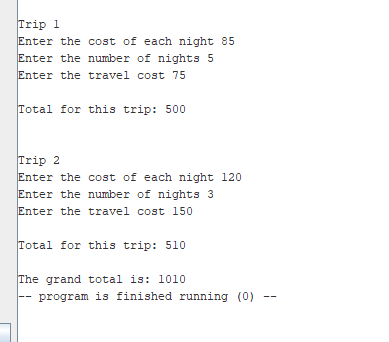 Trip 1
Enter the cost of each night 85
Enter the number of nights 5
Enter the travel cost 75
Total for this trip: 500
Trip 2
Enter the cost of each night 120
Enter the number of nights 3
Enter the travel cost 150
Total for this trip: 510
The grand total is: 1010
-- program is finished running (0) --